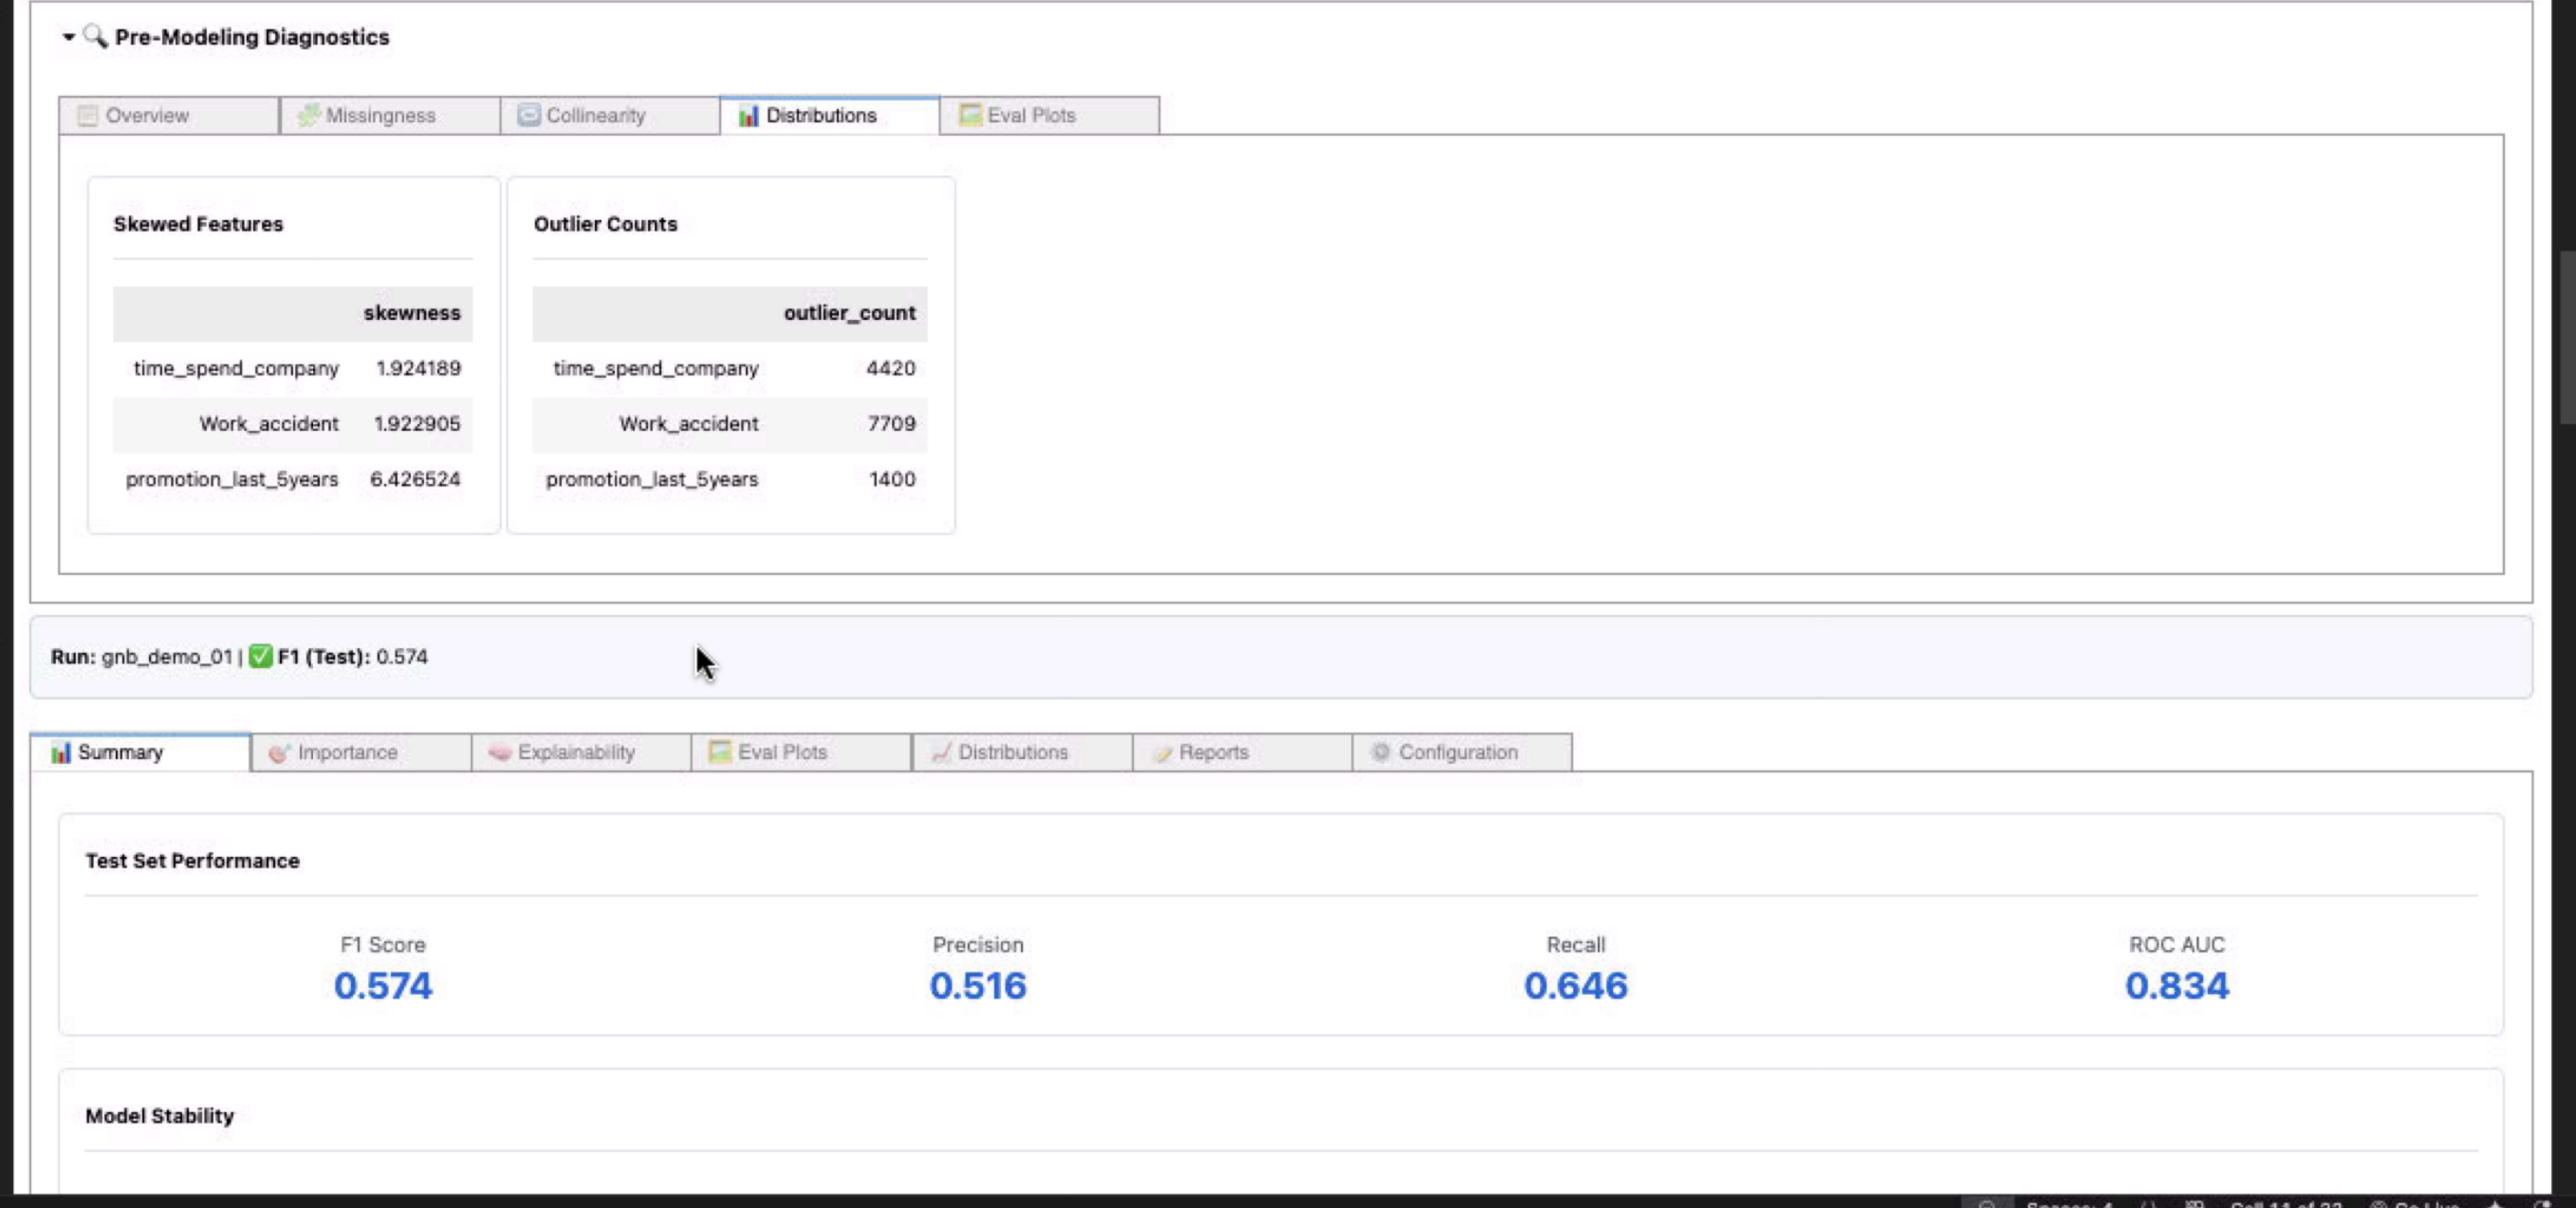 Pre-Modeling Diagnostics
Overview Missingness Collinearity Distributions Eval Plots
Skewed Features Outlier Counts
skewness outlier_count
time_spend_company 1.924189 time_spend_company 4420
Work_accident 1.922905 Work_accident 7709
promotion_last_5years 6.426524 promotion_last_5years 1400
Run: gnb_demo_01 | ✅ F1 (Test): 0.574
Summary Importance Explainability Eval Plots Distributions Reports Configuration
Test Set Performance
F1 Score Precision Recall ROC AUC
0.574 0.516 0.646 0.834
Model Stability